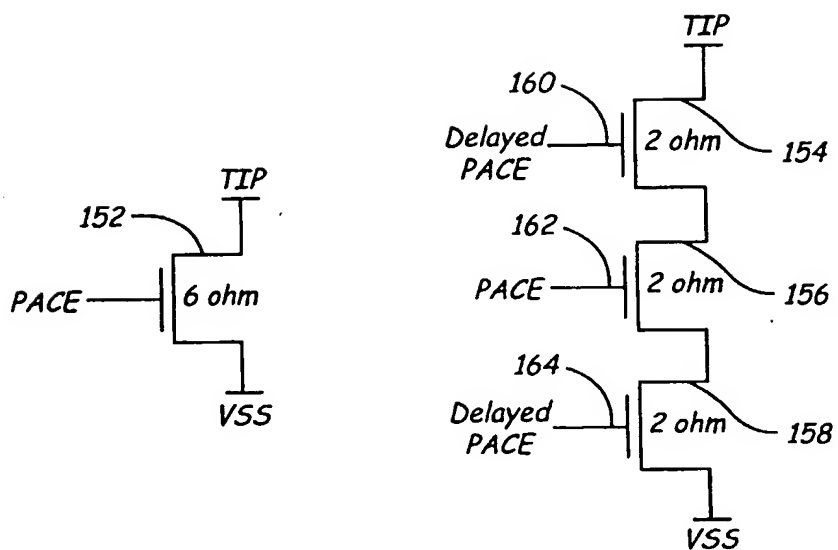 TIP
152
PACE
6 ohm
VSS
TIP
160
Delayed
PACE
2 ohm
154
162
PACE
2 ohm
156
164
Delayed
PACE
2 ohm
158
VSS